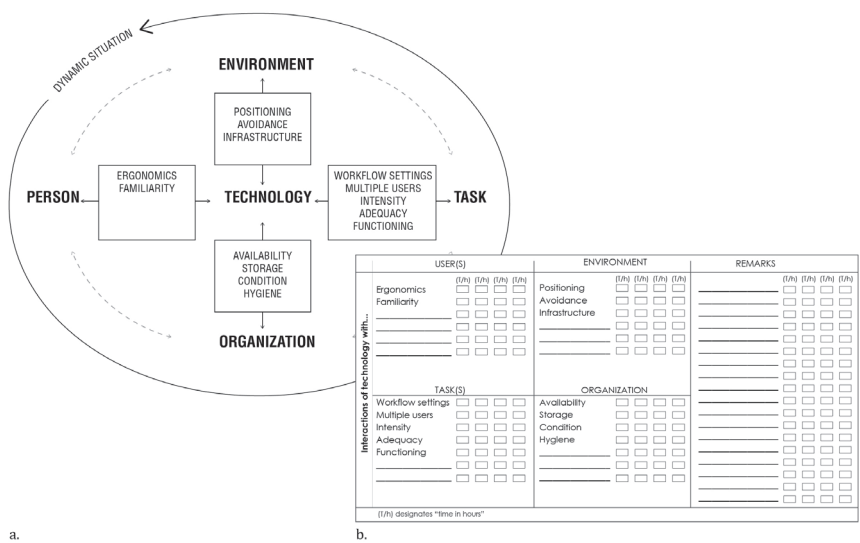 DYNAMIC SITUATION
ENVIRONMENT
POSITIONING
AVOIDANCE
INFRASTRUCTURE
PERSON
ERGONOMICS
FAMILIARITY
TECHNOLOGY
WORKFLOW SETTINGS
MULTIPLE USERS
INTENSITY
ADEQUACY
FUNCTIONING
TASK
AVAILABILITY
STORAGE
CONDITION
HYGIENE
ORGANIZATION
a.
Interactions of technology with...
USER(S)
(T/h) (T/h) (T/h) (T/h)
Ergonomics
Familiarity
ENVIRONMENT
(T/h) (T/h) (T/h) (T/h)
Positioning
Avoidance
Infrastructure
REMARKS
(T/h) (T/h) (T/h) (T/h)
TASK(S)
Workflow settings
Multiple users
Intensity
Adequacy
Functioning
ORGANIZATION
Availability
Storage
Condition
Hygiene
(T/h) designates "time in hours"
b.